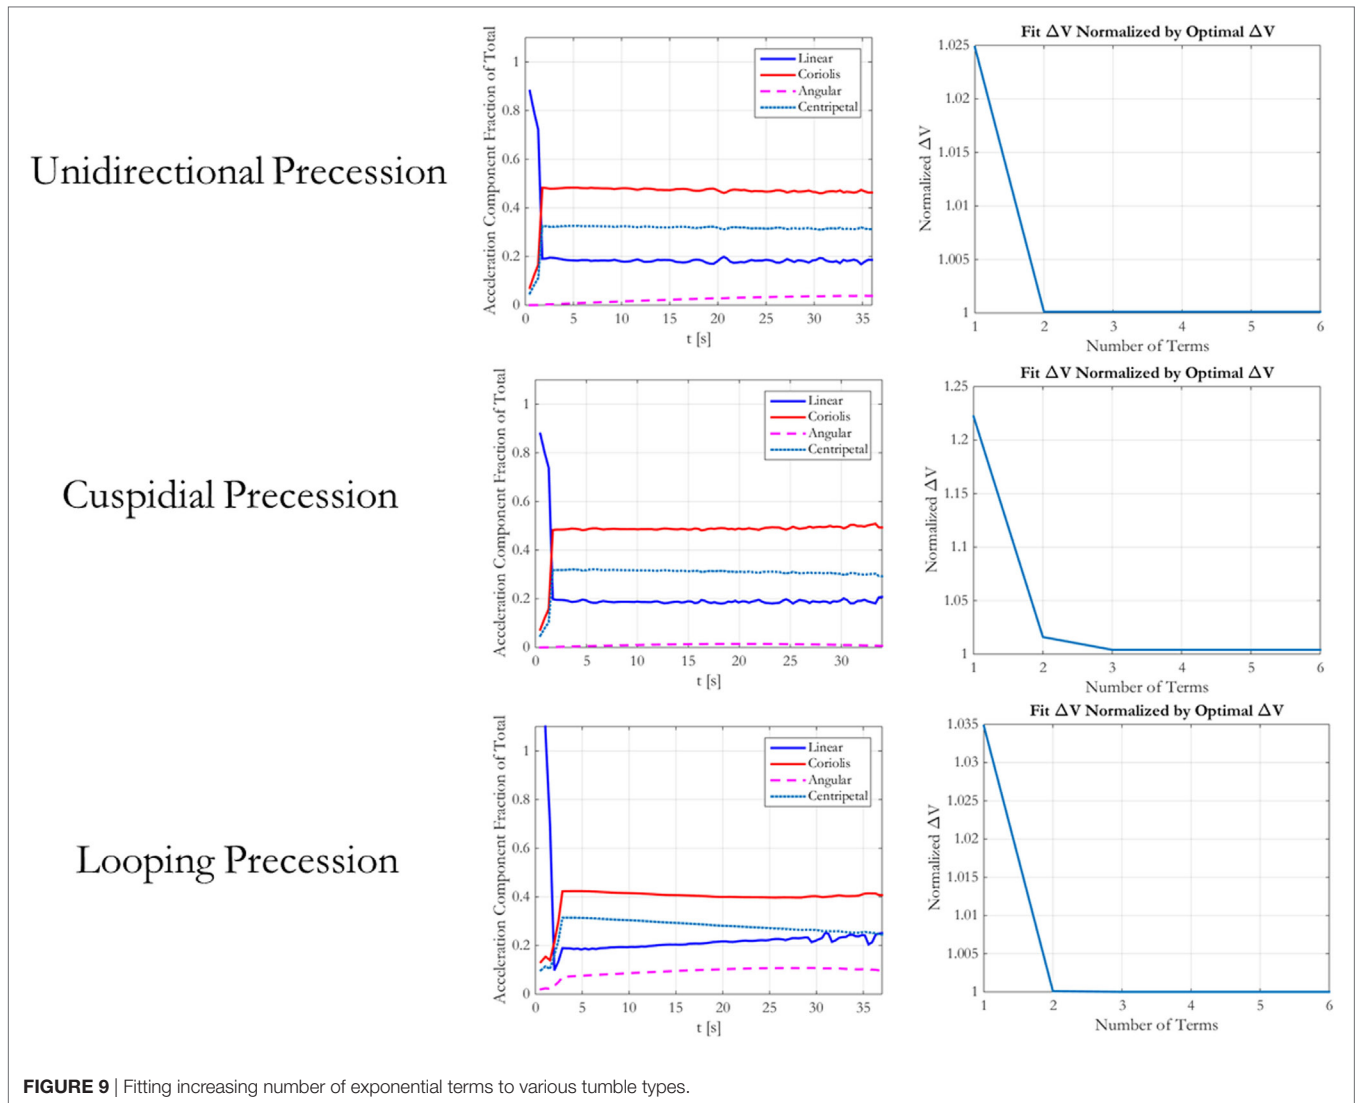 Unidirectional Precession
Acceleration Component Fraction of Total
1
0.8
0.6
0.4
0.2
0
0 5 10 15 20 25 30 35
t [s]
Linear
Coriolis
Angular
Centripetal
Fit ΔV Normalized by Optimal ΔV
Normalized ΔV
1.025
1.02
1.015
1.01
1.005
1
1 2 3 4 5 6
Number of Terms
Cuspidial Precession
Acceleration Component Fraction of Total
1
0.8
0.6
0.4
0.2
0
0 5 10 15 20 25 30
t [s]
Linear
Coriolis
Angular
Centripetal
Fit ΔV Normalized by Optimal ΔV
Normalized ΔV
1.25
1.2
1.15
1.1
1.05
1
1 2 3 4 5 6
Number of Terms
Looping Precession
Acceleration Component Fraction of Total
1
0.8
0.6
0.4
0.2
0
0 5 10 15 20 25 30 35
t [s]
Linear
Coriolis
Angular
Centripetal
Fit ΔV Normalized by Optimal ΔV
Normalized ΔV
1.035
1.03
1.025
1.02
1.015
1.01
1.005
1
1 2 3 4 5 6
Number of Terms
FIGURE 9 | Fitting increasing number of exponential terms to various tumble types.